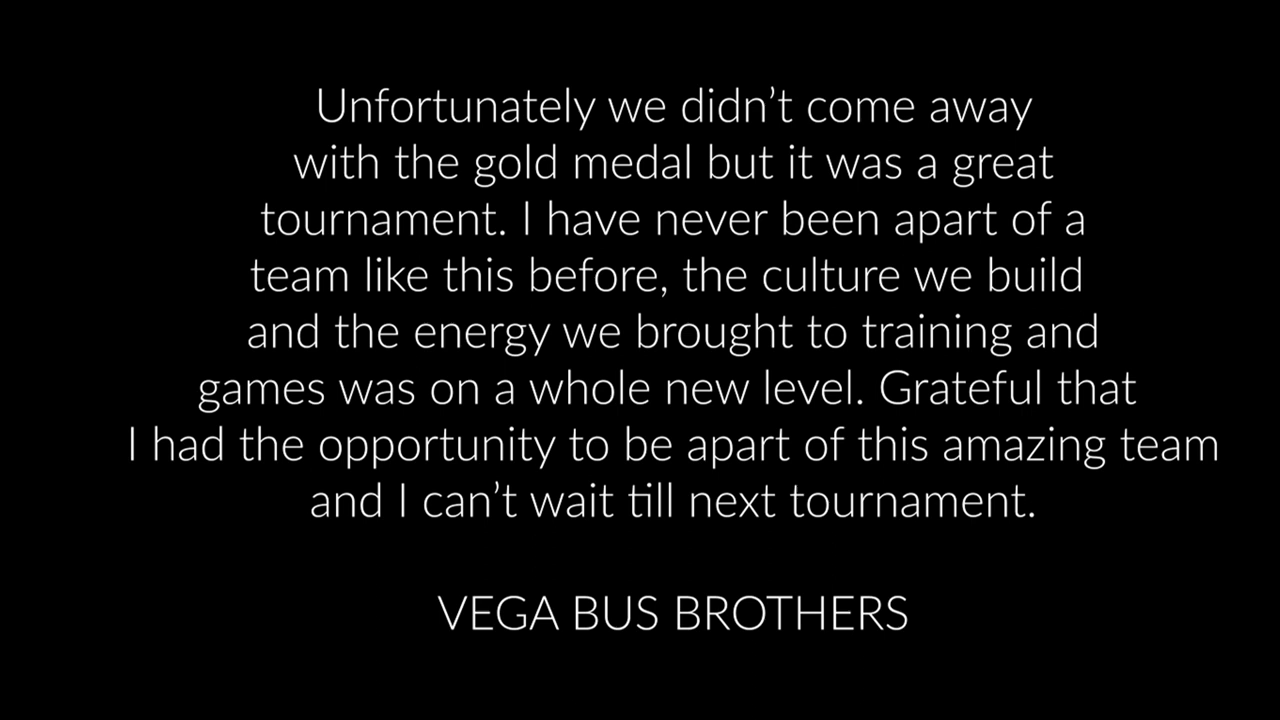 Unfortunately we didn’t come away
with the gold medal but it was a great
tournament. I have never been apart of a
team like this before, the culture we build
and the energy we brought to training and
games was on a whole new level. Grateful that
I had the opportunity to be apart of this amazing team
and I can’t wait till next tournament.
VEGA BUS BROTHERS